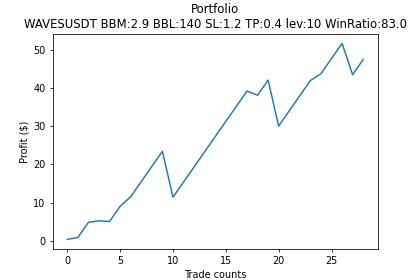 Portfolio
WAVESUSDT BBM:2.9 BBL:140 SL:1.2 TP:0.4 lev:10 WinRatio:83.0
50
40
30
20
10
0
Profit ($)
0 5 10 15 20 25
Trade counts